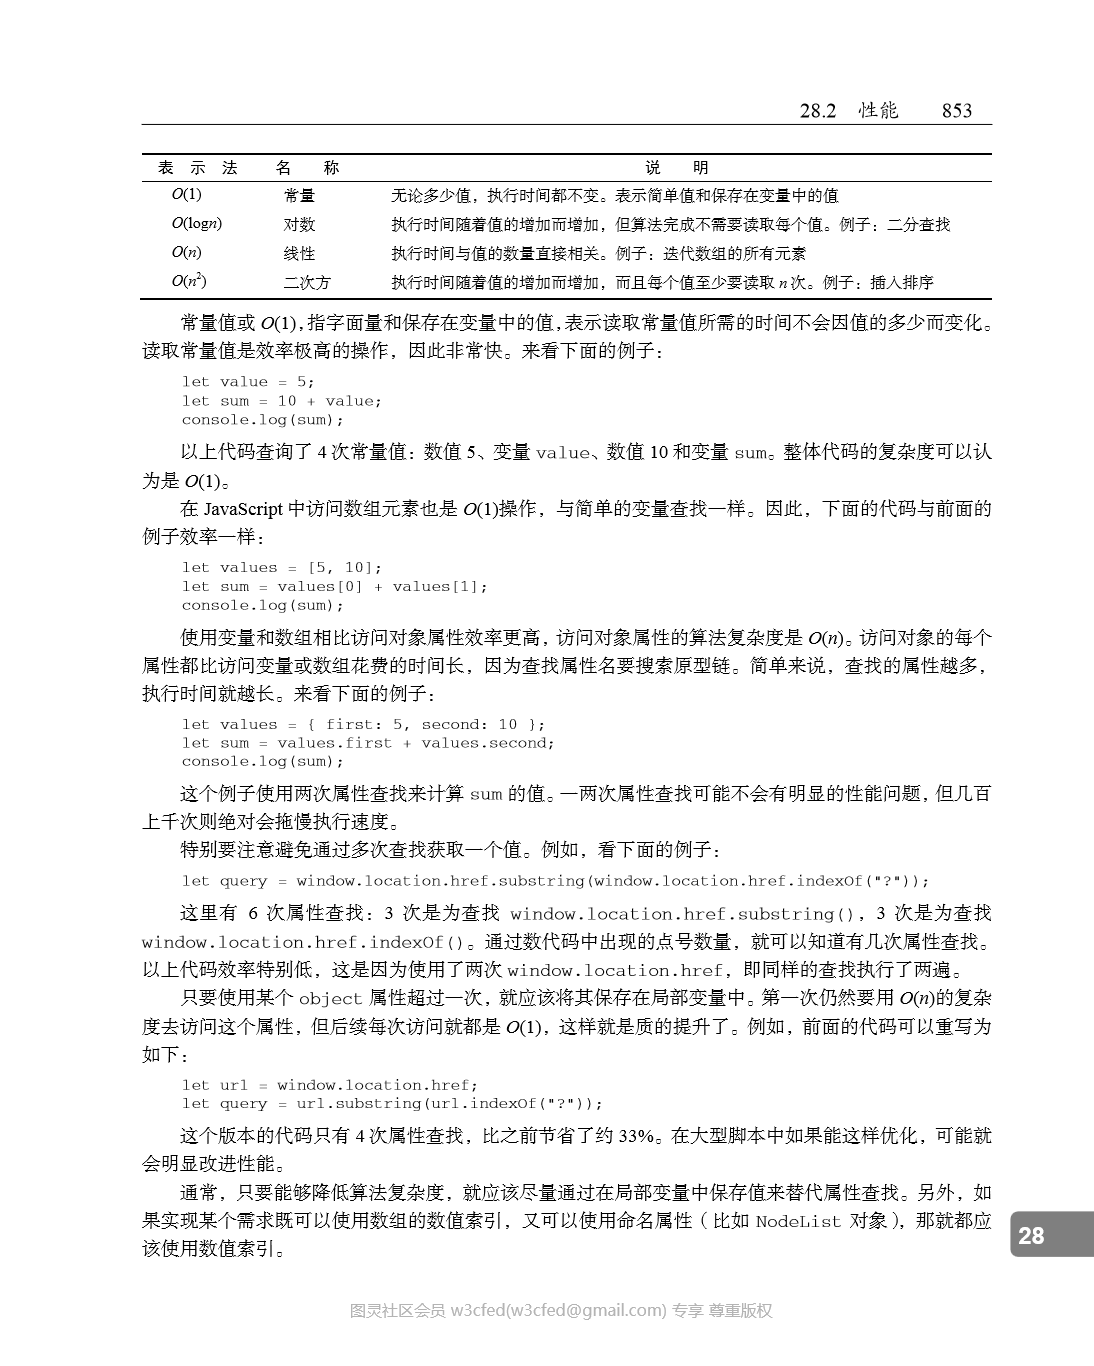 28.2 性能 853
表 示 法 名 称 说 明
O(1) 常量 无论多少值，执行时间都不变。表示简单值和保存在变量中的值
O(logn) 对数 执行时间随着值的增加而增加，但算法完成不需要读取每个值。例子：二分查找
O(n) 线性 执行时间与值的数量直接相关。例子：迭代数组的所有元素
O(n²) 二次方 执行时间随着值的增加而增加，而且每个值至少要读取 n 次。例子：插入排序
常量值或 O(1)，指字面量和保存在变量中的值，表示读取常量值所需的时间不会因值的多少而变化。
读取常量值是效率极高的操作，因此非常快。来看下面的例子：
let value = 5;
let sum = 10 + value;
console.log(sum);
以上代码查询了 4 次常量值：数值 5、变量 value、数值 10 和变量 sum。整体代码的复杂度可以认
为是 O(1)。
在 JavaScript 中访问数组元素也是 O(1)操作，与简单的变量查找一样。因此，下面的代码与前面的
例子效率一样：
let values = [5, 10];
let sum = values[0] + values[1];
console.log(sum);
使用变量和数组相比访问对象属性效率更高，访问对象属性的算法复杂度是 O(n)。访问对象的每个
属性都比访问变量或数组花费的时间长，因为查找属性名要搜索原型链。简单来说，查找的属性越多，
执行时间就越长。来看下面的例子：
let values = { first: 5, second: 10 };
let sum = values.first + values.second;
console.log(sum);
这个例子使用两次属性查找来计算 sum 的值。一两次属性查找可能不会有明显的性能问题，但几百
上千次则绝对会拖慢执行速度。
特别要注意避免通过多次查找获取一个值。例如，看下面的例子：
let query = window.location.href.substring(window.location.href.indexOf("?"));
这里有 6 次属性查找：3 次是为查找 window.location.href.substring()，3 次是为查找
window.location.href.indexOf()。通过数代码中出现的点号数量，就可以知道有几次属性查找。
以上代码效率特别低，这是因为使用了两次 window.location.href，即同样的查找执行了两遍。
只要使用某个 object 属性超过一次，就应该将其保存在局部变量中。第一次仍然要用 O(n)的复杂
度去访问这个属性，但后续每次访问就都是 O(1)，这样就是质的提升了。例如，前面的代码可以重写为
如下：
let url = window.location.href;
let query = url.substring(url.indexOf("?"));
这个版本的代码只有 4 次属性查找，比之前节省了约 33%。在大型脚本中如果能这样优化，可能就
会明显改进性能。
通常，只要能够降低算法复杂度，就应该尽量通过在局部变量中保存值来替代属性查找。另外，如
果实现某个需求既可以使用数组的数值索引，又可以使用命名属性（比如 NodeList 对象），那就都应
该使用数值索引。
28
图灵社区会员 w3cfed(w3cfed@gmail.com) 专享 尊重版权